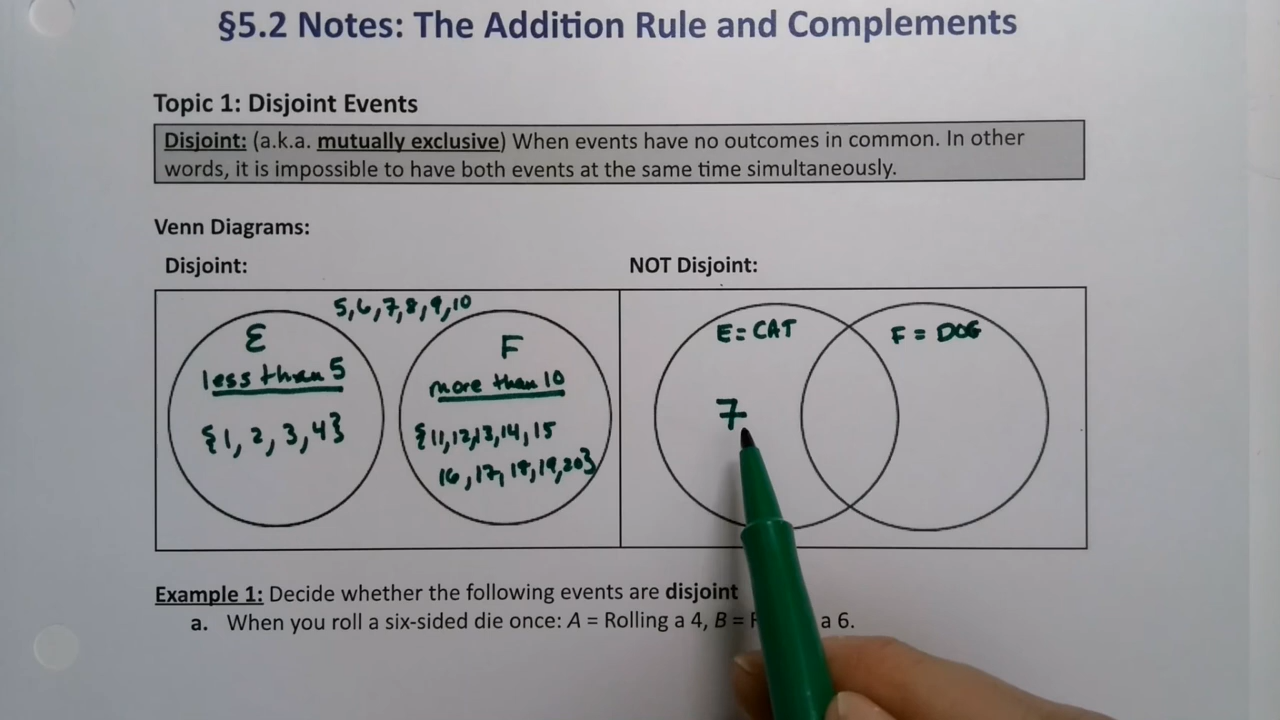 §5.2 Notes: The Addition Rule and Complements
Topic 1: Disjoint Events
Disjoint: (a.k.a. mutually exclusive) When events have no outcomes in common. In other
words, it is impossible to have both events at the same time simultaneously.
Venn Diagrams:
Disjoint:
NOT Disjoint:
5,6,7,8,9,10
E
less than 5
{1, 2, 3, 4}
F
more than 10
{11,12,13,14,15
16,17,18,19,20}
E = CAT
7
F = DOG
Example 1: Decide whether the following events are disjoint
a. When you roll a six-sided die once: A = Rolling a 4, B = a 6.